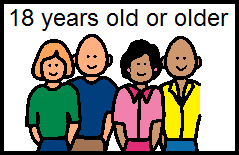 18 years old or older